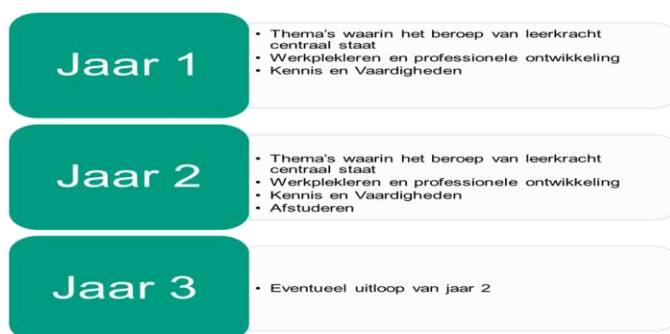 Jaar 1
• Thema's waarin het beroep van leerkracht
centraal staat
• Werkplekleren en professionele ontwikkeling
• Kennis en Vaardigheden
Jaar 2
• Thema's waarin het beroep van leerkracht
centraal staat
• Werkplekleren en professionele ontwikkeling
• Kennis en Vaardigheden
• Afstuderen
Jaar 3
• Eventueel uitloop van jaar 2